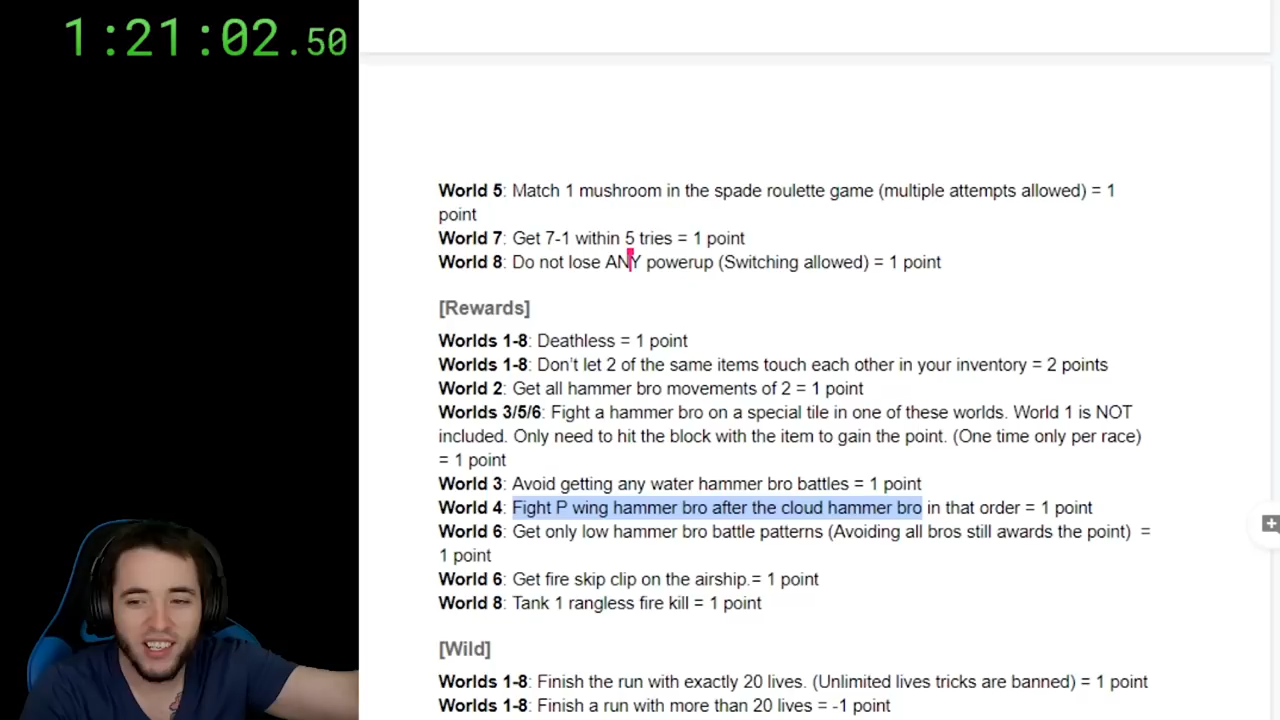 1:21:02.50
World 5: Match 1 mushroom in the spade roulette game (multiple attempts allowed) = 1
point
World 7: Get 7-1 within 5 tries = 1 point
World 8: Do not lose ANY powerup (Switching allowed) = 1 point
[Rewards]
Worlds 1-8: Deathless = 1 point
Worlds 1-8: Don't let 2 of the same items touch each other in your inventory = 2 points
World 2: Get all hammer bro movements of 2 = 1 point
Worlds 3/5/6: Fight a hammer bro on a special tile in one of these worlds. World 1 is NOT
included. Only need to hit the block with the item to gain the point. (One time only per race)
= 1 point
World 3: Avoid getting any water hammer bro battles = 1 point
World 4: Fight P wing hammer bro after the cloud hammer bro in that order = 1 point
World 6: Get only low hammer bro battle patterns (Avoiding all bros still awards the point)  =
1 point
World 6: Get fire skip clip on the airship.= 1 point
World 8: Tank 1 rangless fire kill = 1 point
[Wild]
Worlds 1-8: Finish the run with exactly 20 lives. (Unlimited lives tricks are banned) = 1 point
Worlds 1-8: Finish a run with more than 20 lives = -1 point